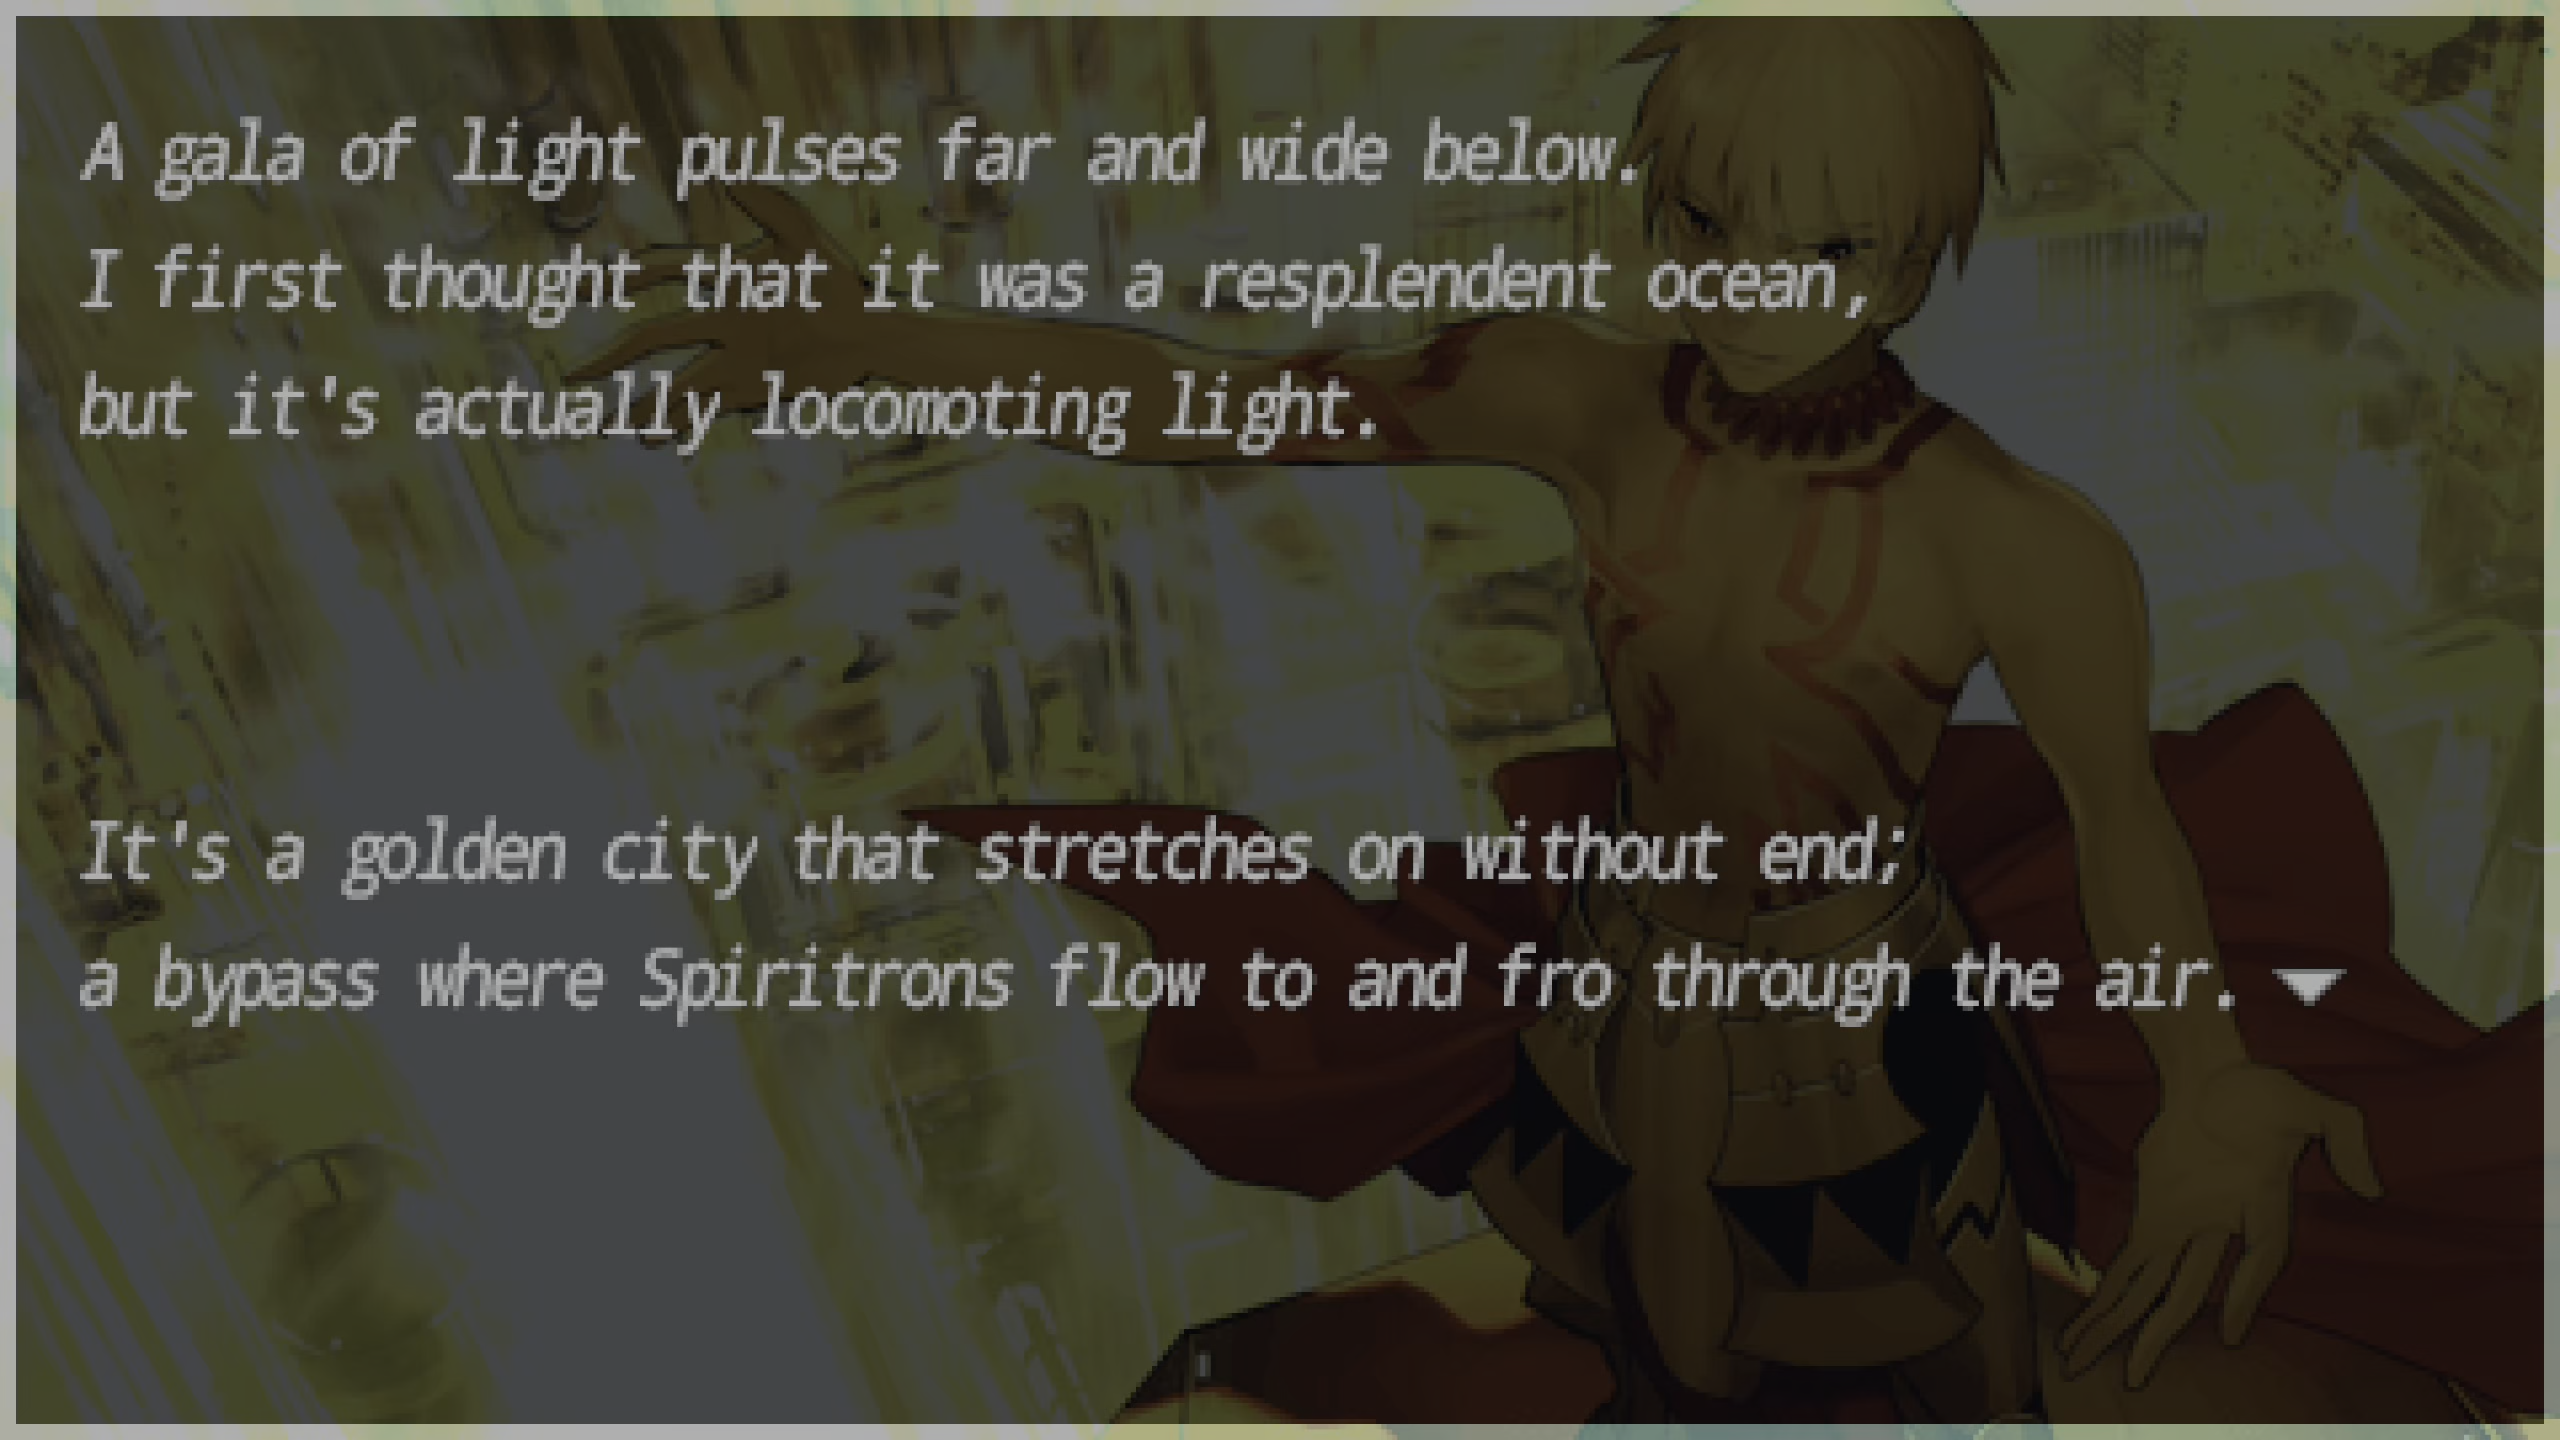 A gala of light pulses far and wide below.
I first thought that it was a resplendent ocean,
but it's actually locomoting light.
It's a golden city that stretches on without end;
a bypass where Spiritrons flow to and fro through the air.